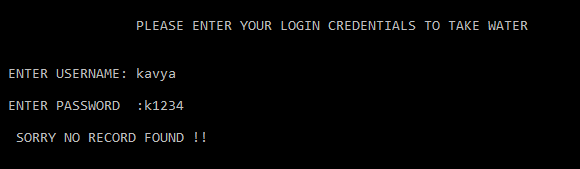 PLEASE ENTER YOUR LOGIN CREDENTIALS TO TAKE WATER
ENTER USERNAME: kavya
ENTER PASSWORD :k1234
SORRY NO RECORD FOUND !!